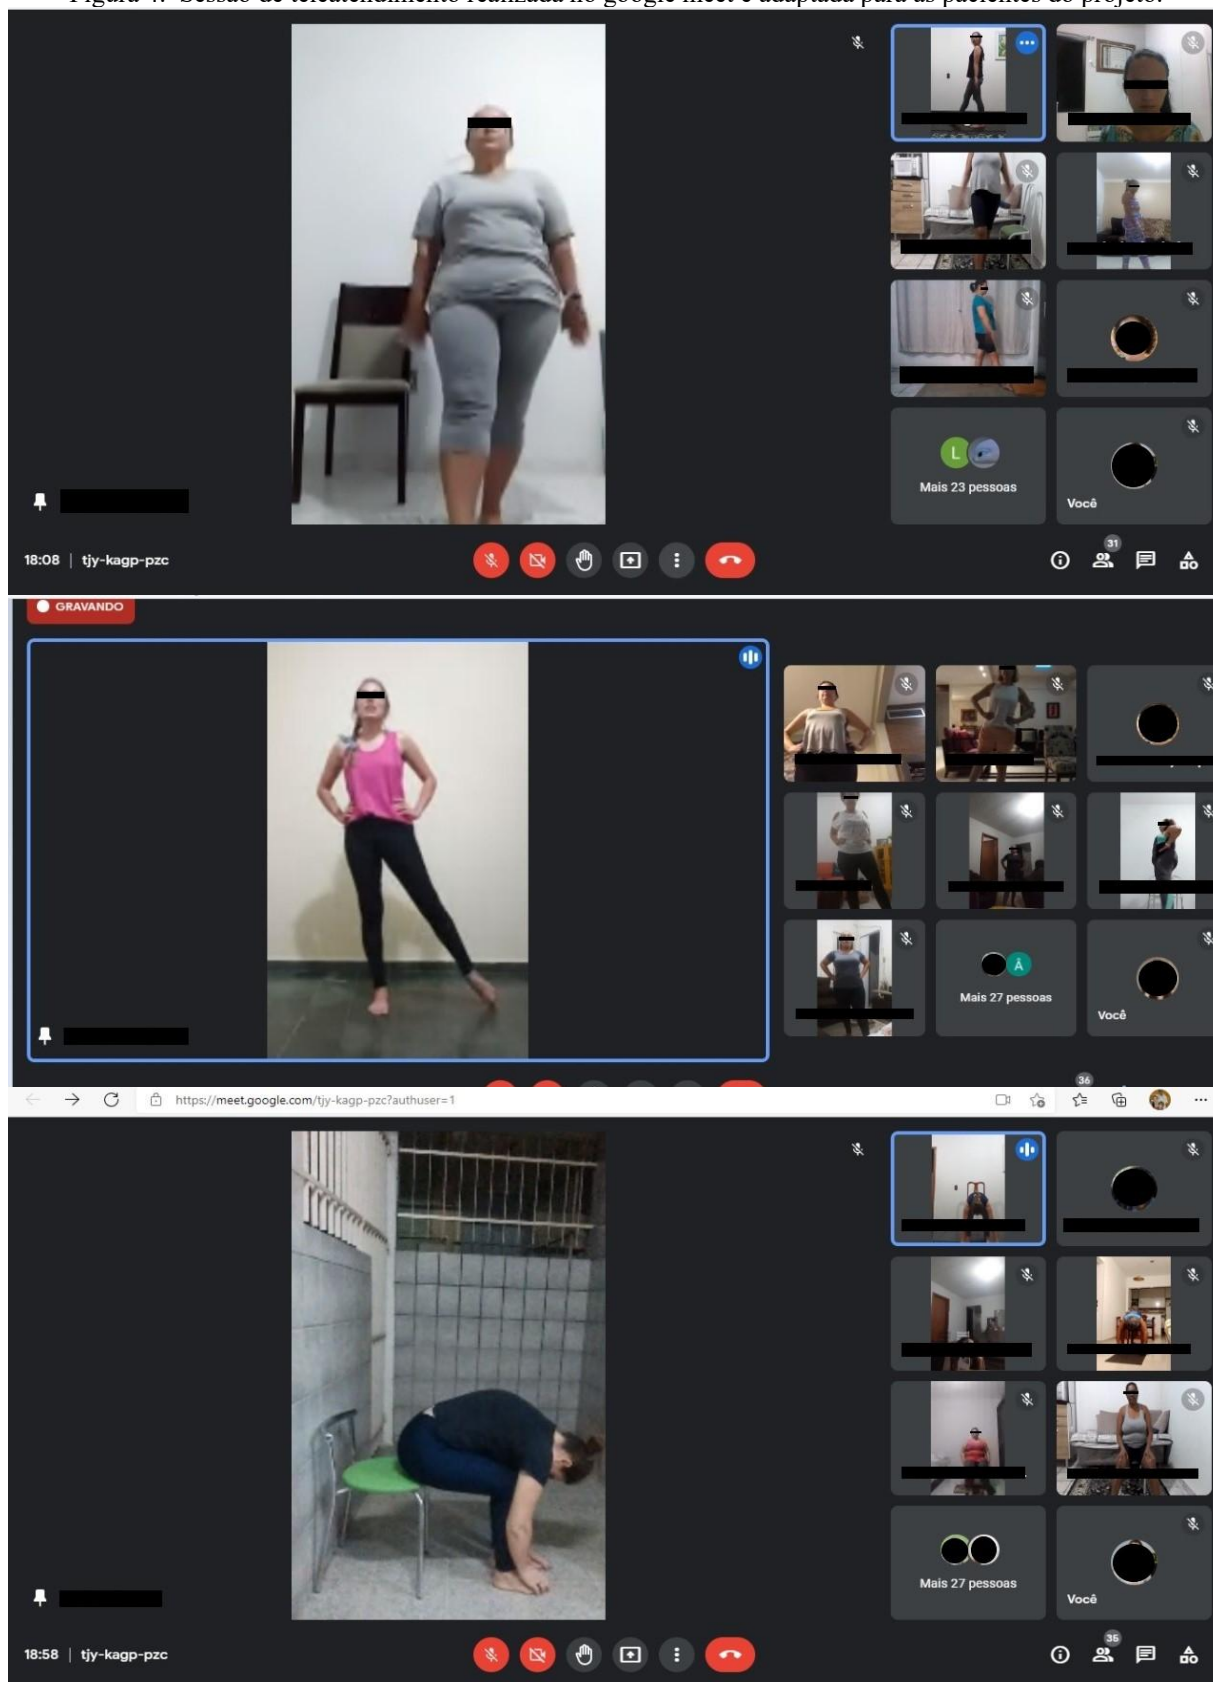 Figura 4: Sessão de teleatendimento realizada no google meet e adaptada para as pacientes do projeto.
Mais 23 pessoas
Você
18:08 | tjy-kagp-pzc
31
GRAVANDO
L
Å
Mais 27 pessoas
Você
36
https://meet.google.com/tjy-kagp-pzc?authuser=1
Mais 27 pessoas
Você
18:58 | tjy-kagp-pzc
35